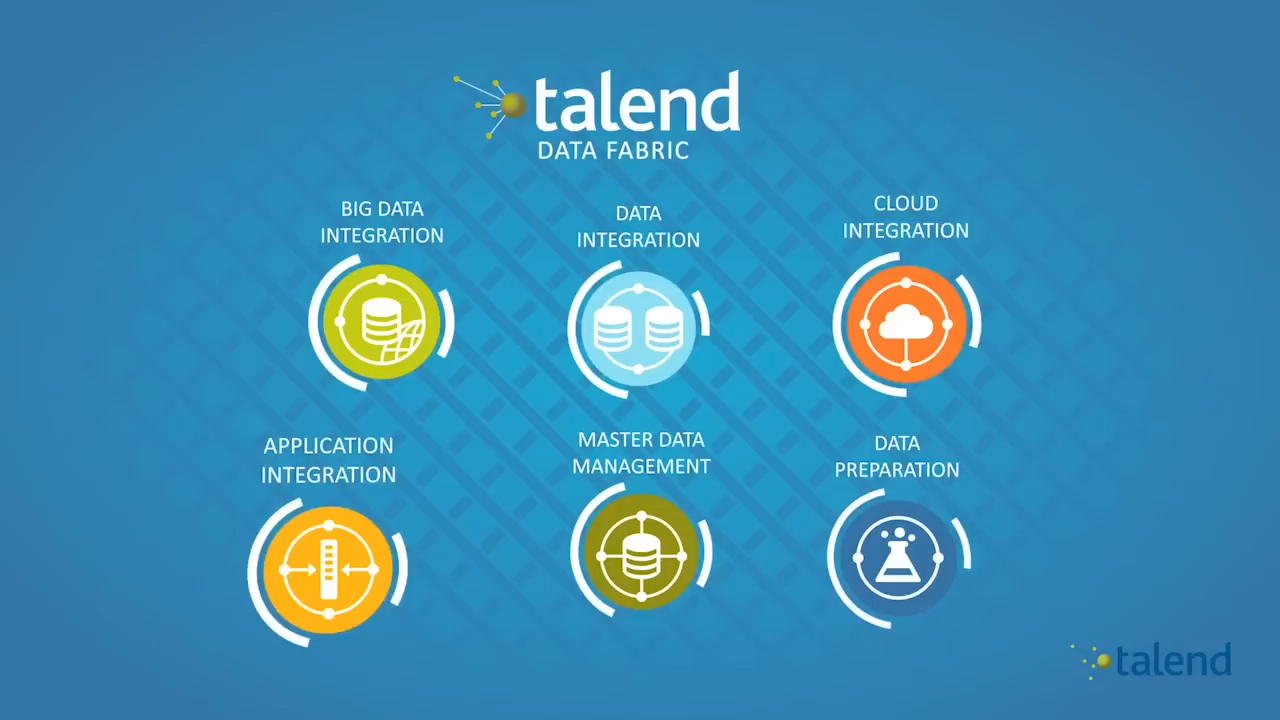 talend
DATA FABRIC
BIG DATA
INTEGRATION
DATA
INTEGRATION
CLOUD
INTEGRATION
APPLICATION
INTEGRATION
MASTER DATA
MANAGEMENT
DATA
PREPARATION
talend